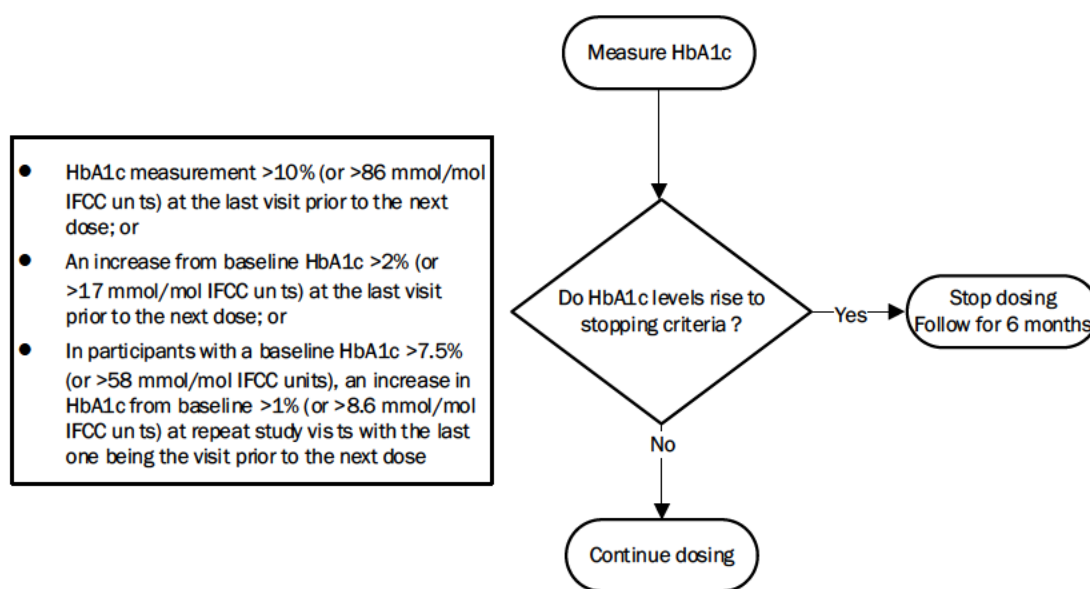 Measure HbA1c
● HbA1c measurement >10% (or >86 mmol/mol
IFCC un ts) at the last visit prior to the next
dose; or
● An increase from baseline HbA1c >2% (or
>17 mmol/mol IFCC un ts) at the last visit
prior to the next dose; or
● In participants with a baseline HbA1c >7.5%
(or >58 mmol/mol IFCC units), an increase in
HbA1c from baseline >1% (or >8.6 mmol/mol
IFCC un ts) at repeat study vis ts with the last
one being the visit prior to the next dose
Do HbA1c levels rise to
stopping criteria ?
Yes
Stop dosing
Follow for 6 months
No
Continue dosing